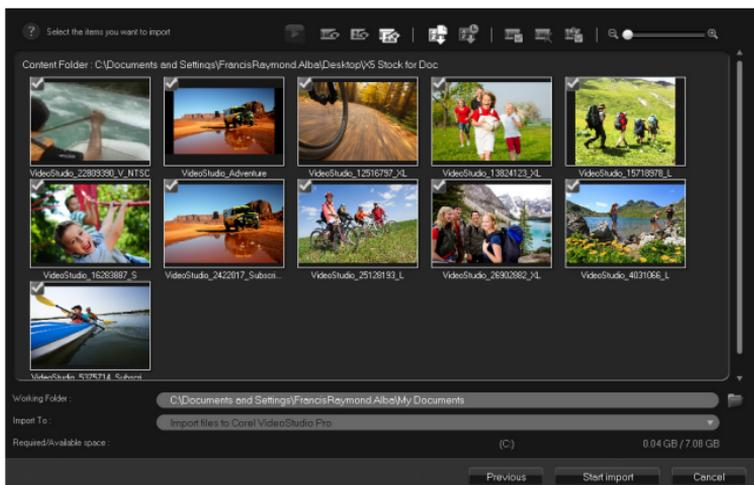 ? Select the items you want to import
Content Folder : C:\Documents and Settings\FrancisRaymond.Alba\Desktop\X5 Stock for Doc
VideoStudio_22809390_V_NTSC
VideoStudio_Adventure
VideoStudio_12516797_XL
VideoStudio_13824123_XL
VideoStudio_15718978_L
VideoStudio_16283887_S
VideoStudio_2422017_Subscri...
VideoStudio_25128193_L
VideoStudio_26902882_XL
VideoStudio_4031066_L
VideoStudio_5375714_Subscri
Working Folder :
C:\Documents and Settings\FrancisRaymond.Alba\My Documents
Import To :
Import files to Corel VideoStudio Pro
Required/Available space :
(C:)
0.04 GB / 7.08 GB
Previous
Start import
Cancel